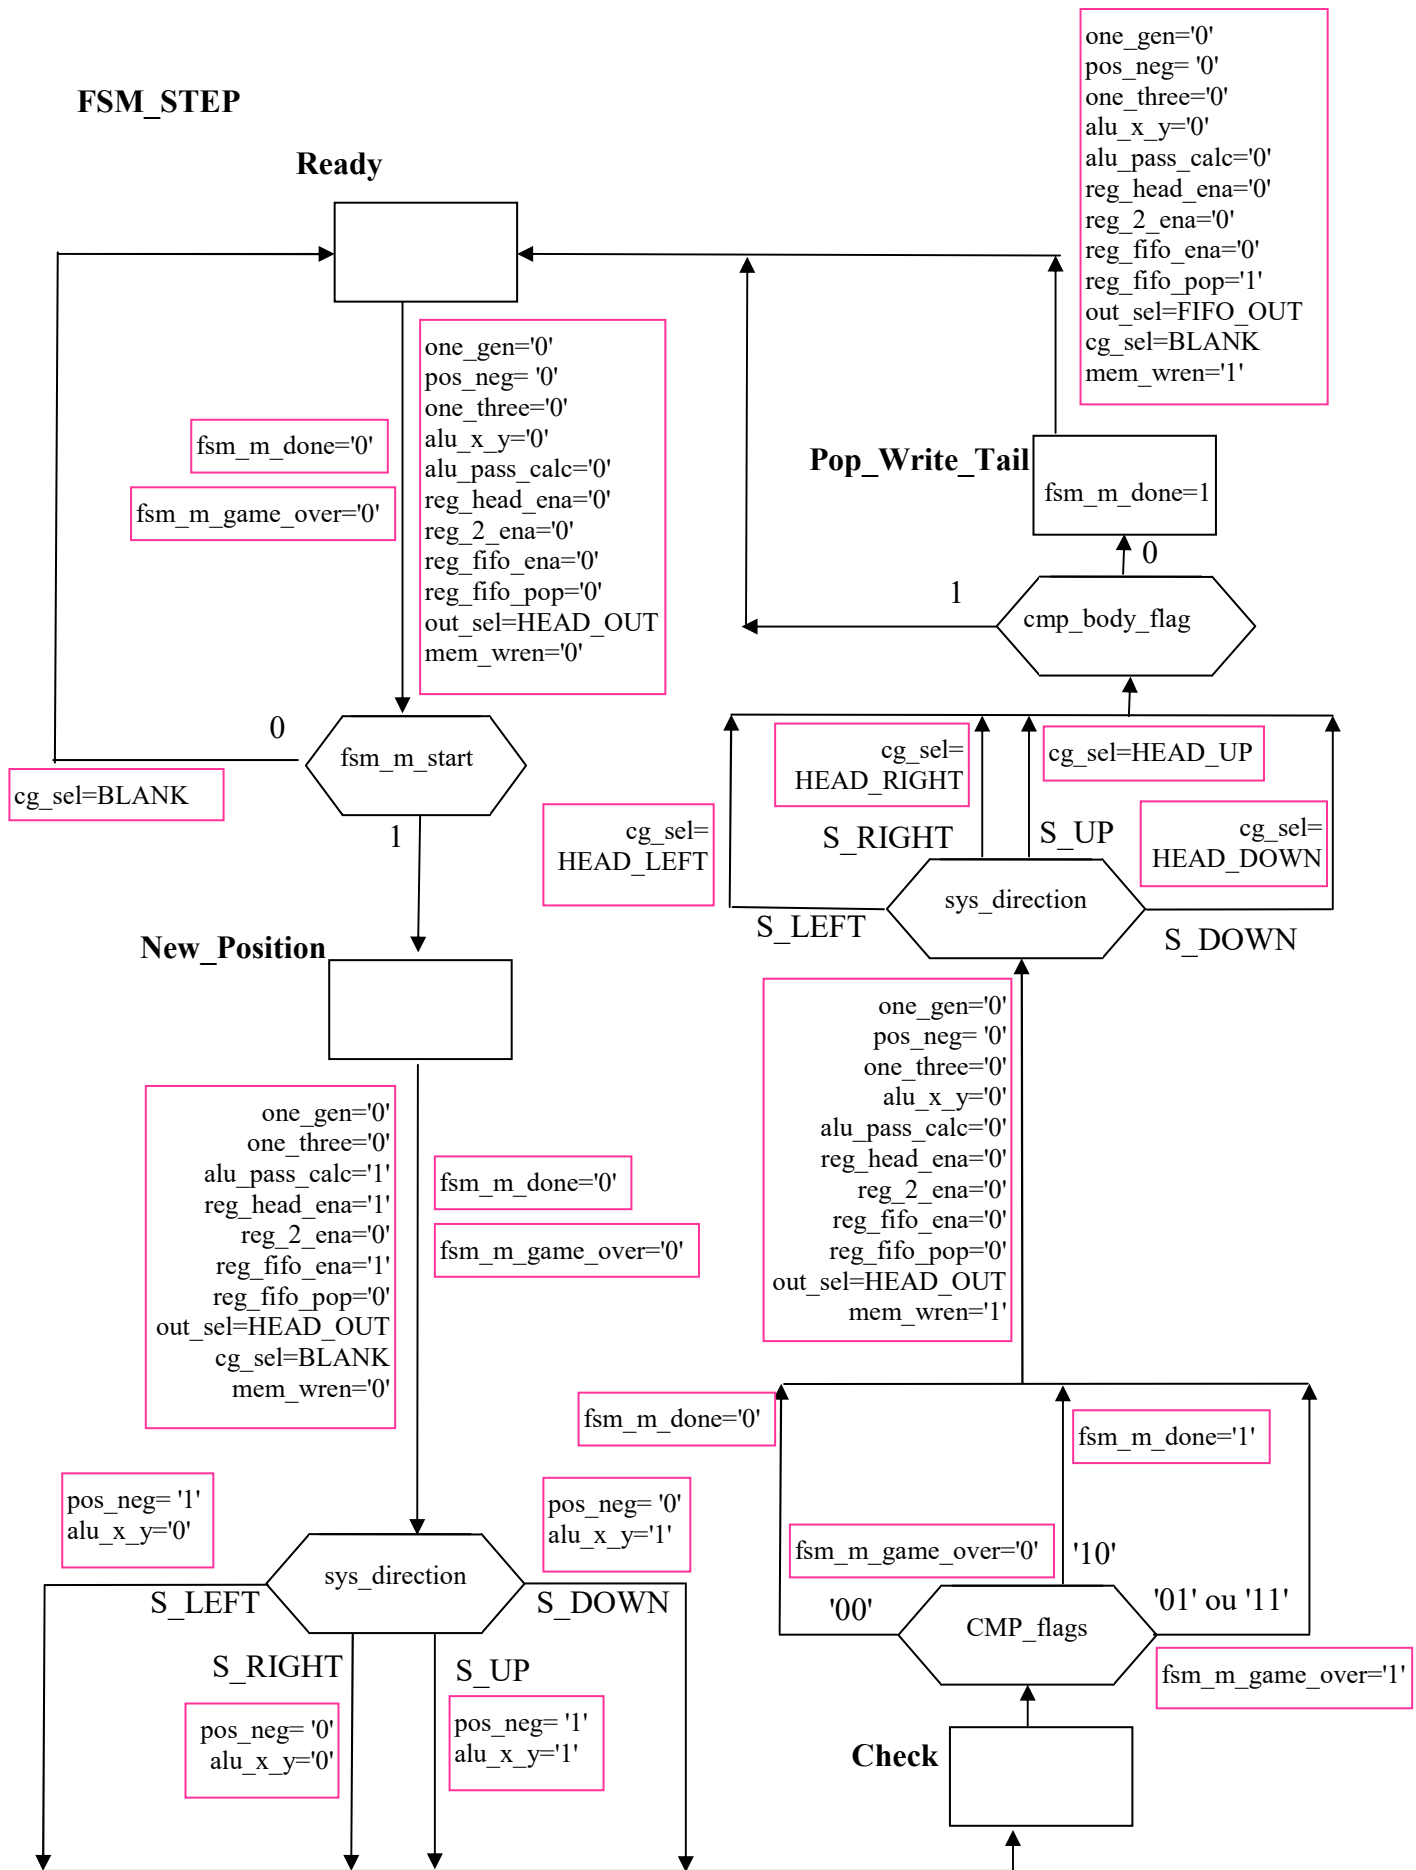 FSM_STEP
Ready
one_gen='0'
pos_neg= '0'
one_three='0'
alu_x_y='0'
alu_pass_calc='0'
reg_head_ena='0'
reg_2_ena='0'
reg_fifo_ena='0'
reg_fifo_pop='1'
out_sel=FIFO_OUT
cg_sel=BLANK
mem_wren='1'
fsm_m_done='0'
fsm_m_game_over='0'
one_gen='0'
pos_neg= '0'
one_three='0'
alu_x_y='0'
alu_pass_calc='0'
reg_head_ena='0'
reg_2_ena='0'
reg_fifo_ena='0'
reg_fifo_pop='0'
out_sel=HEAD_OUT
mem_wren='0'
Pop_Write_Tail
fsm_m_done=1
0
1
cmp_body_flag
0
fsm_m_start
cg_sel=BLANK
1
cg_sel=
HEAD_LEFT
cg_sel=
HEAD_RIGHT
cg_sel=HEAD_UP
cg_sel=
HEAD_DOWN
S_RIGHT
S_UP
sys_direction
S_LEFT
S_DOWN
New_Position
one_gen='0'
one_three='0'
alu_pass_calc='1'
reg_head_ena='1'
reg_2_ena='0'
reg_fifo_ena='1'
reg_fifo_pop='0'
out_sel=HEAD_OUT
cg_sel=BLANK
mem_wren='0'
fsm_m_done='0'
fsm_m_game_over='0'
one_gen='0'
pos_neg= '0'
one_three='0'
alu_x_y='0'
alu_pass_calc='0'
reg_head_ena='0'
reg_2_ena='0'
reg_fifo_ena='0'
reg_fifo_pop='0'
out_sel=HEAD_OUT
mem_wren='1'
fsm_m_done='0'
fsm_m_done='1'
pos_neg= '1'
alu_x_y='0'
pos_neg= '0'
alu_x_y='1'
sys_direction
S_LEFT
S_DOWN
S_RIGHT
S_UP
pos_neg= '0'
alu_x_y='0'
pos_neg= '1'
alu_x_y='1'
fsm_m_game_over='0'
'10'
'00'
'01' ou '11'
CMP_flags
fsm_m_game_over='1'
Check